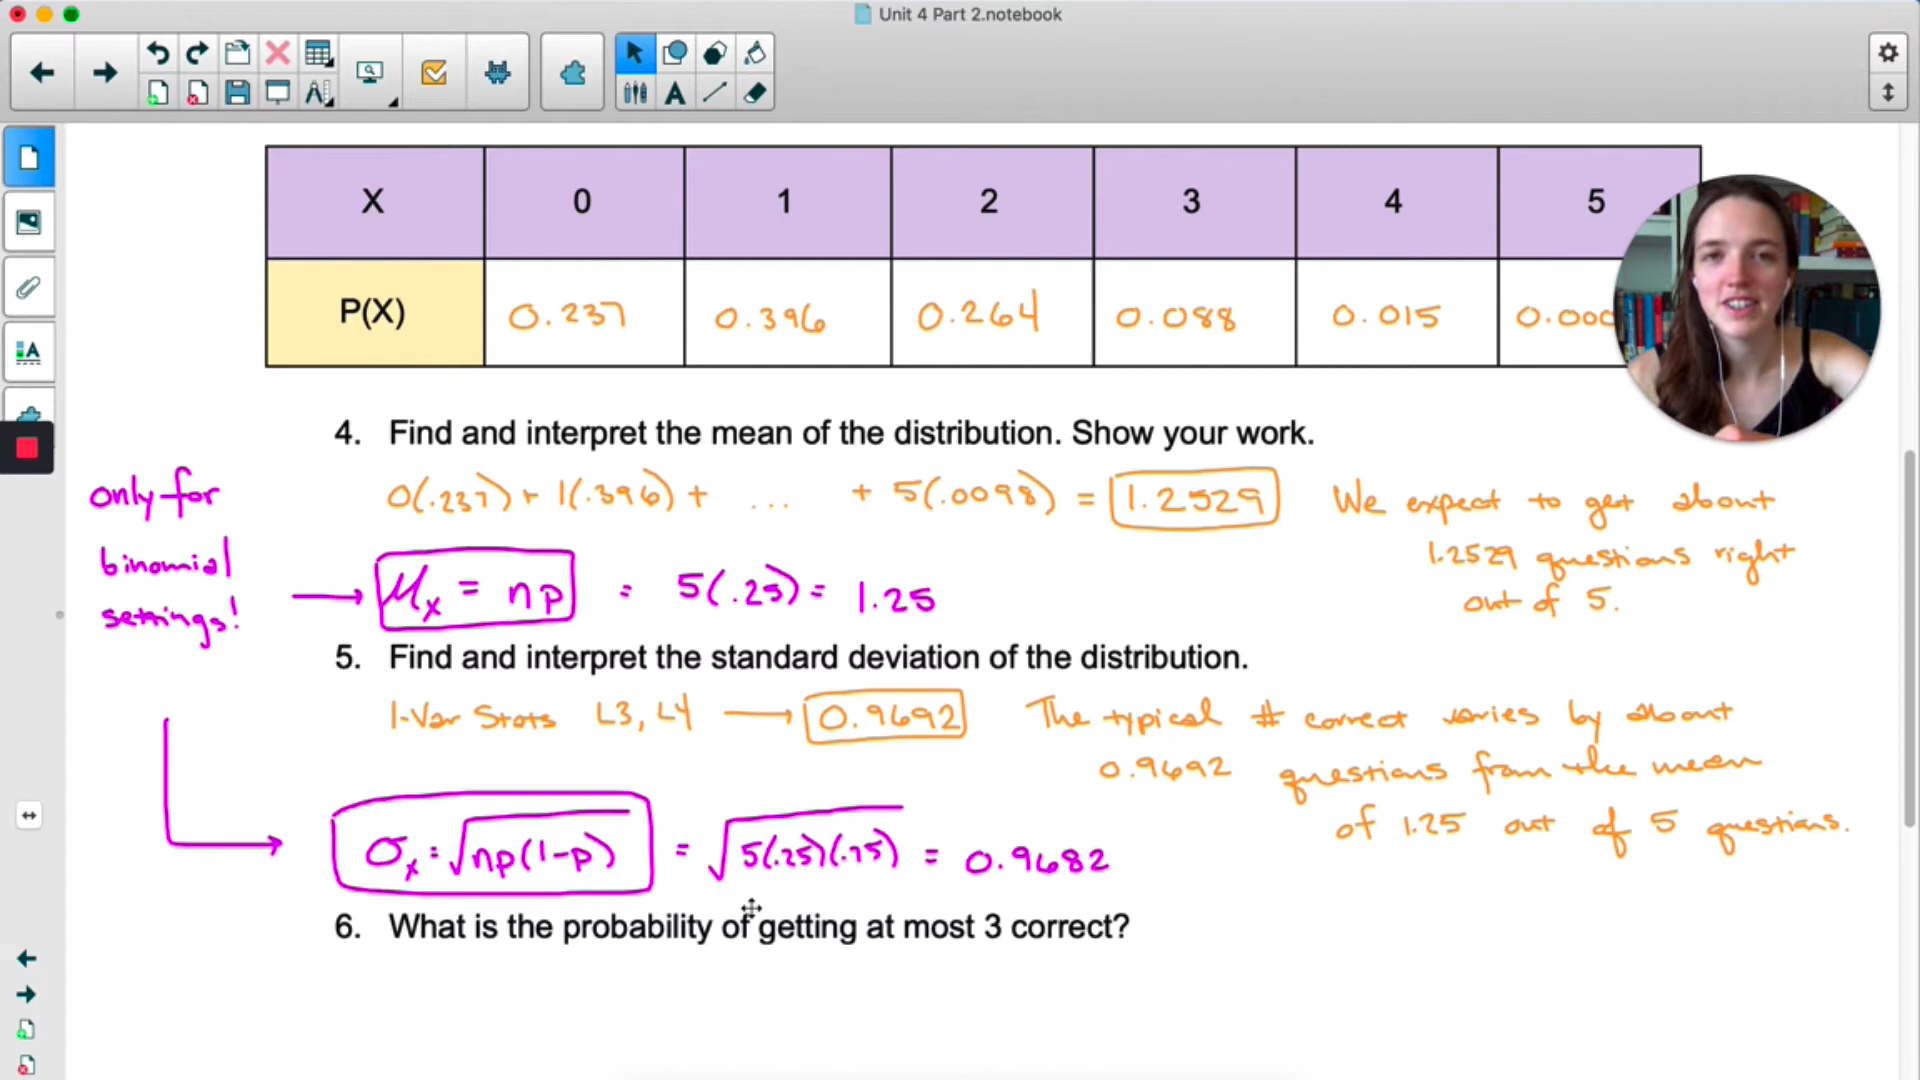 Unit 4 Part 2.notebook
X 0 1 2 3 4 5
P(X) 0.237 0.396 0.264 0.088 0.015 0.000
4. Find and interpret the mean of the distribution. Show your work.
0(.237) + 1(.396) + ... + 5(.0098) = 1.2529
We expect to get about
1.2529 questions right
out of 5.
only for
binomial
settings!
μx = np = 5(.25) = 1.25
5. Find and interpret the standard deviation of the distribution.
1-Var Stats L3, L4 → 0.9692
The typical # correct varies by about
0.9692 questions from the mean
of 1.25 out of 5 questions.
σx = √np(1-p) = √5(.25)(.75) = 0.9682
6. What is the probability of getting at most 3 correct?